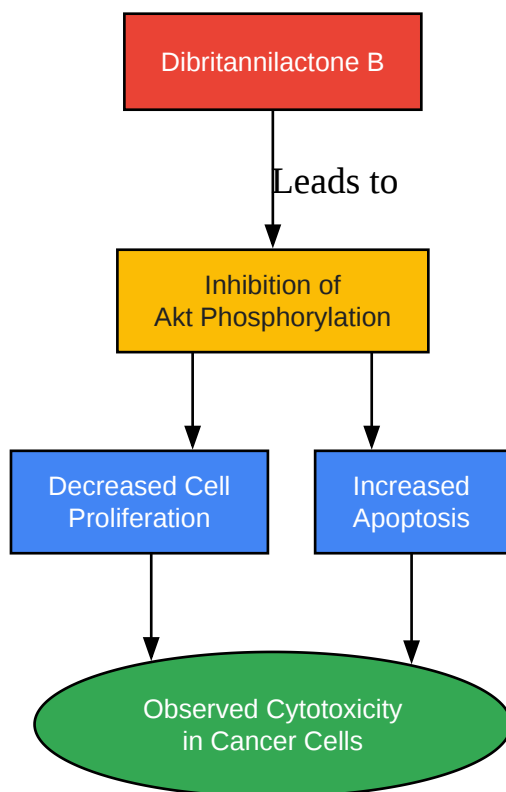 Dibritannilactone B
Leads to
Inhibition of
Akt Phosphorylation
Decreased Cell
Proliferation
Increased
Apoptosis
Observed Cytotoxicity
in Cancer Cells